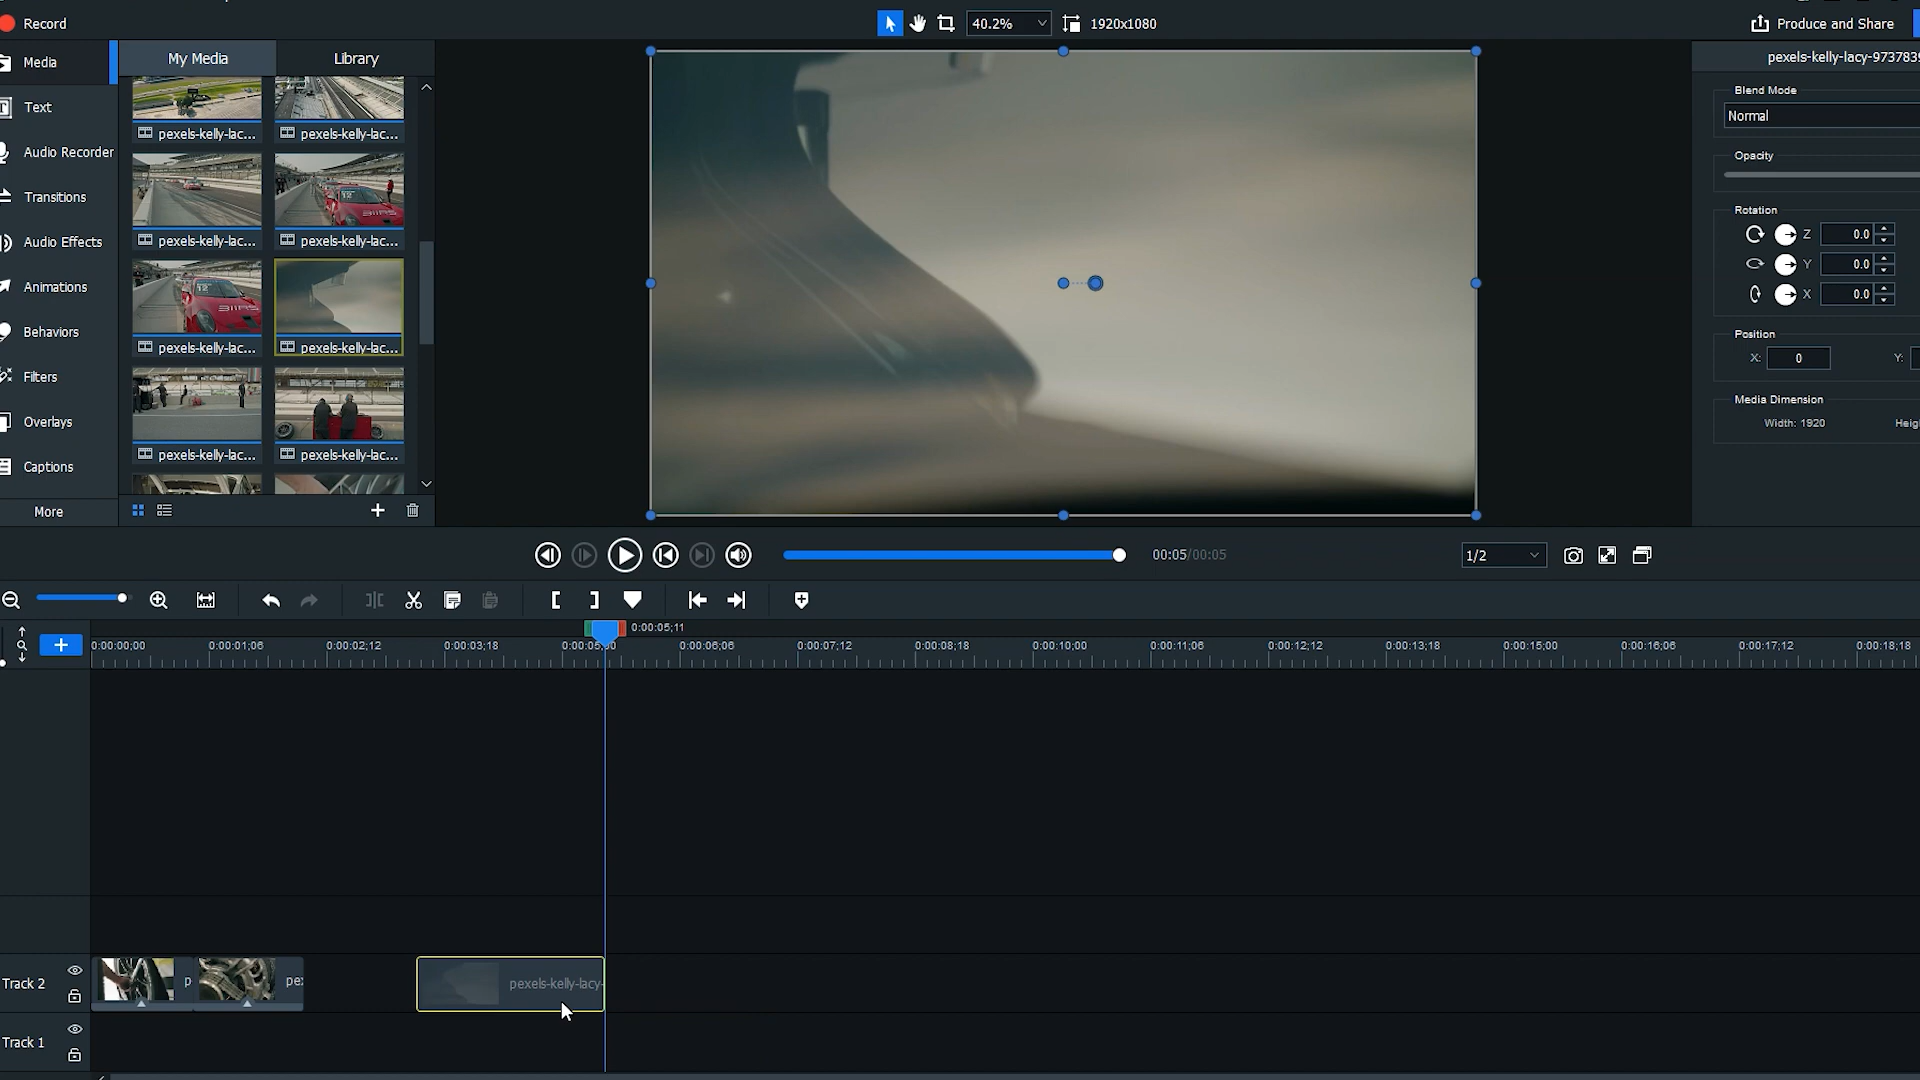 Record
40.2%
1920x1080
Produce and Share
Media
My Media
Library
pexels-kelly-lacy-9737839
Text
pexels-kelly-lac...
pexels-kelly-lac...
Blend Mode
Normal
Audio Recorder
Opacity
Transitions
12
BIIAS
Rotation
Z
0.0
pexels-kelly-lac...
pexels-kelly-lac...
Audio Effects
Y
0.0
Animations
12
BIIAS
X
0.0
Behaviors
Position
pexels-kelly-lac...
pexels-kelly-lac...
X:
0
Y:
Filters
Media Dimension
Overlays
Width: 1920
Heig
pexels-kelly-lac...
pexels-kelly-lac...
Captions
More
00:05/00:05
1/2
0:00:05;11
0:00:00;00
0:00:01;06
0:00:02;12
0:00:03;18
0:00:05;00
0:00:06;06
0:00:07;12
0:00:08;18
0:00:10;00
0:00:11;06
0:00:12;12
0:00:13;18
0:00:15;00
0:00:16;06
0:00:17;12
0:00:18;18
Track 2
p
pe
pexels-kelly-lacy-
Track 1